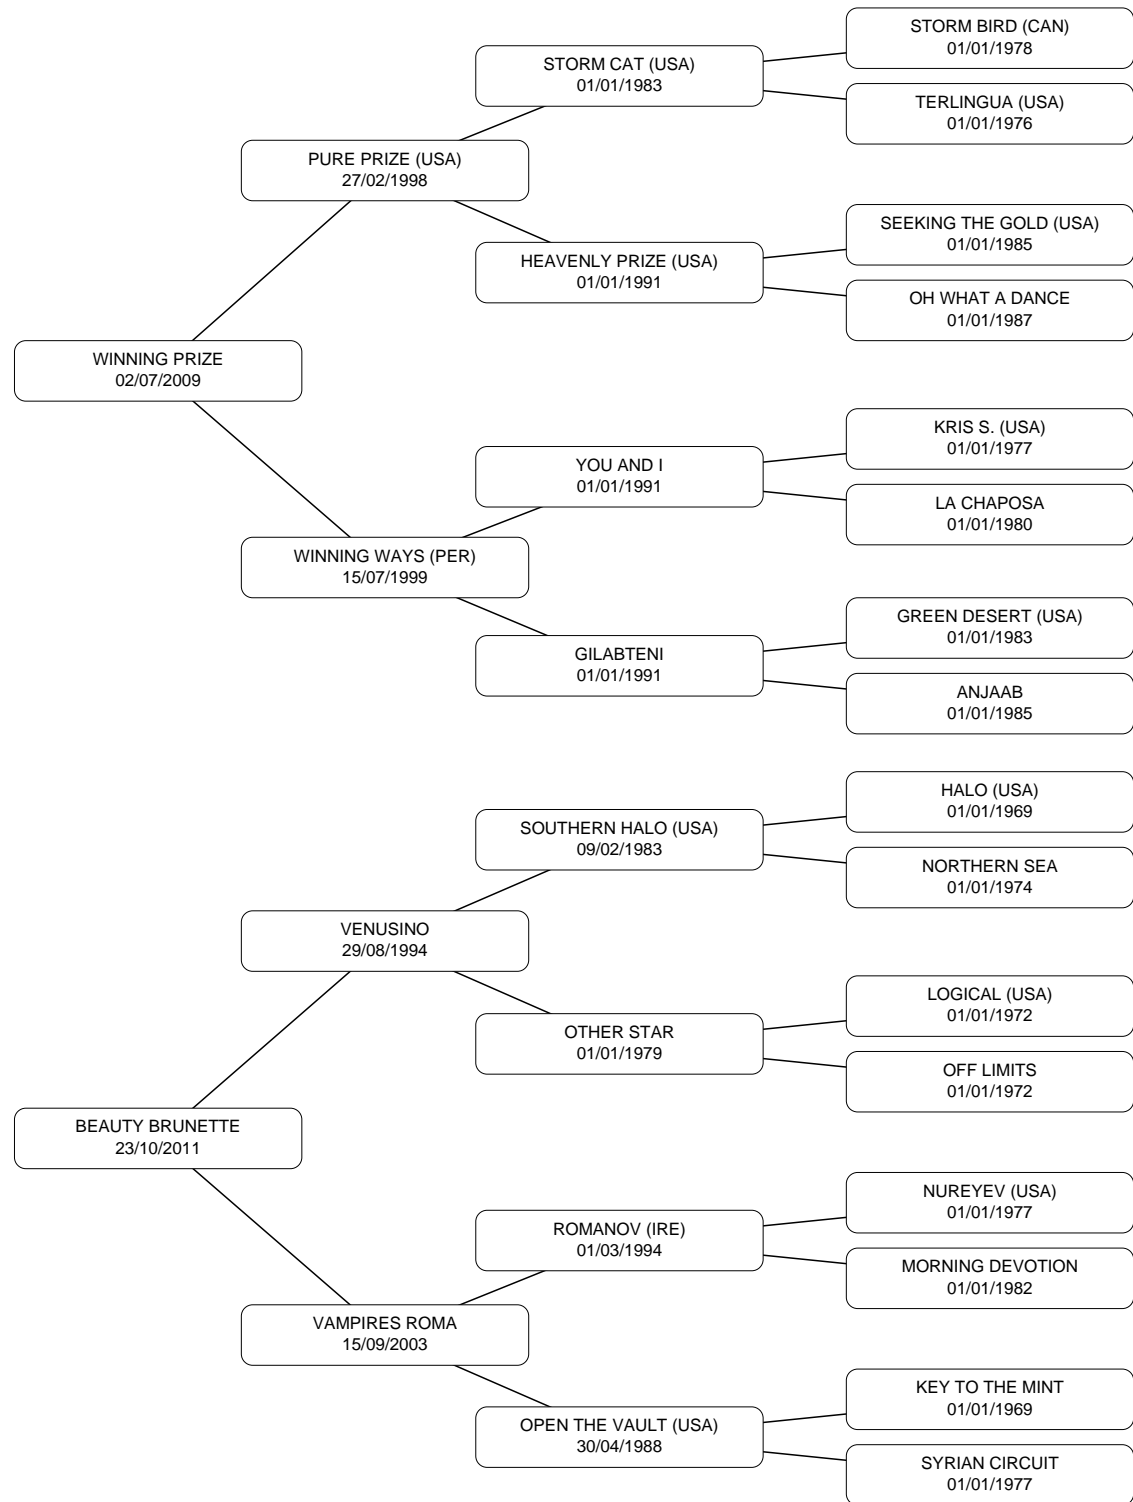 STORM BIRD (CAN)
01/01/1978
STORM CAT (USA)
01/01/1983
TERLINGUA (USA)
01/01/1976
PURE PRIZE (USA)
27/02/1998
SEEKING THE GOLD (USA)
01/01/1985
HEAVENLY PRIZE (USA)
01/01/1991
OH WHAT A DANCE
01/01/1987
WINNING PRIZE
02/07/2009
KRIS S. (USA)
01/01/1977
YOU AND I
01/01/1991
LA CHAPOSA
01/01/1980
WINNING WAYS (PER)
15/07/1999
GREEN DESERT (USA)
01/01/1983
GILABTENI
01/01/1991
ANJAAB
01/01/1985
HALO (USA)
01/01/1969
SOUTHERN HALO (USA)
09/02/1983
NORTHERN SEA
01/01/1974
VENUSINO
29/08/1994
LOGICAL (USA)
01/01/1972
OTHER STAR
01/01/1979
OFF LIMITS
01/01/1972
BEAUTY BRUNETTE
23/10/2011
NUREYEV (USA)
01/01/1977
ROMANOV (IRE)
01/03/1994
MORNING DEVOTION
01/01/1982
VAMPIRES ROMA
15/09/2003
KEY TO THE MINT
01/01/1969
OPEN THE VAULT (USA)
30/04/1988
SYRIAN CIRCUIT
01/01/1977